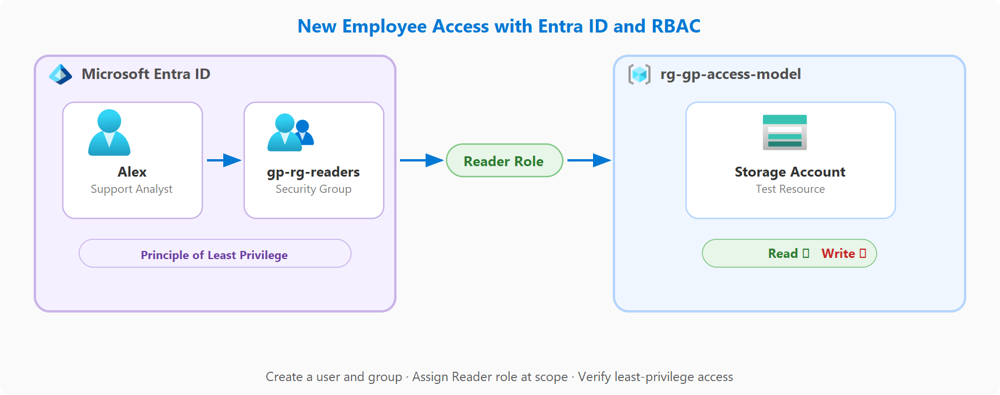 New Employee Access with Entra ID and RBAC
Microsoft Entra ID
Alex
Support Analyst
gp-rg-readers
Security Group
Principle of Least Privilege
Reader Role
rg-gp-access-model
Storage Account
Test Resource
Read ▯ Write ▯
Create a user and group · Assign Reader role at scope · Verify least-privilege access